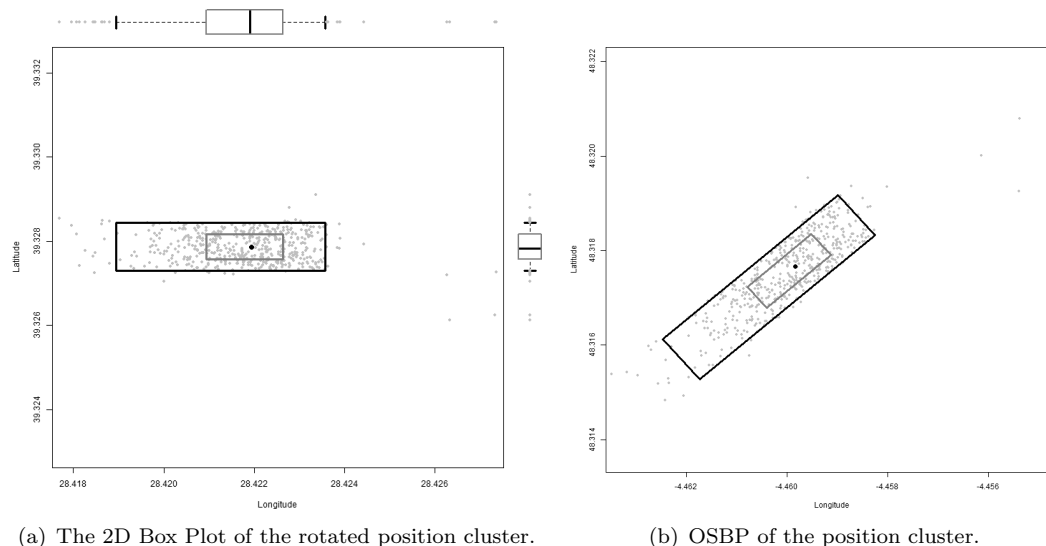 39.332
39.330
39.328
39.326
39.324
Latitude
28.418 28.420 28.422 28.424 28.426
Longitude
(a) The 2D Box Plot of the rotated position cluster.
48.322
48.320
48.318
48.316
48.314
Latitude
-4.462 -4.460 -4.458 -4.456
Longitude
(b) OSBP of the position cluster.